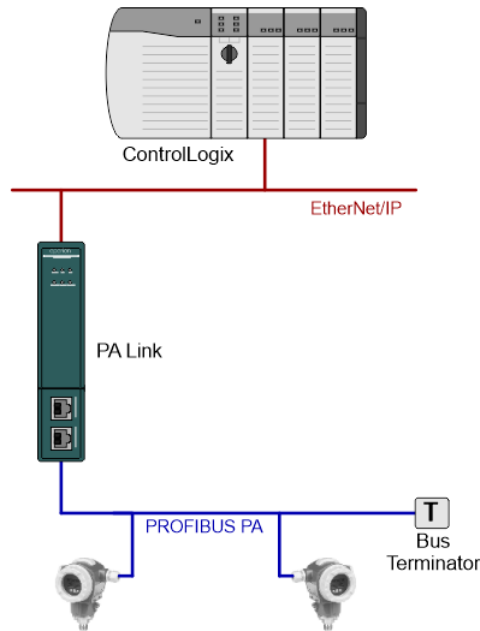 ControlLogix
EtherNet/IP
PA Link
PROFIBUS PA
T
Bus
Terminator